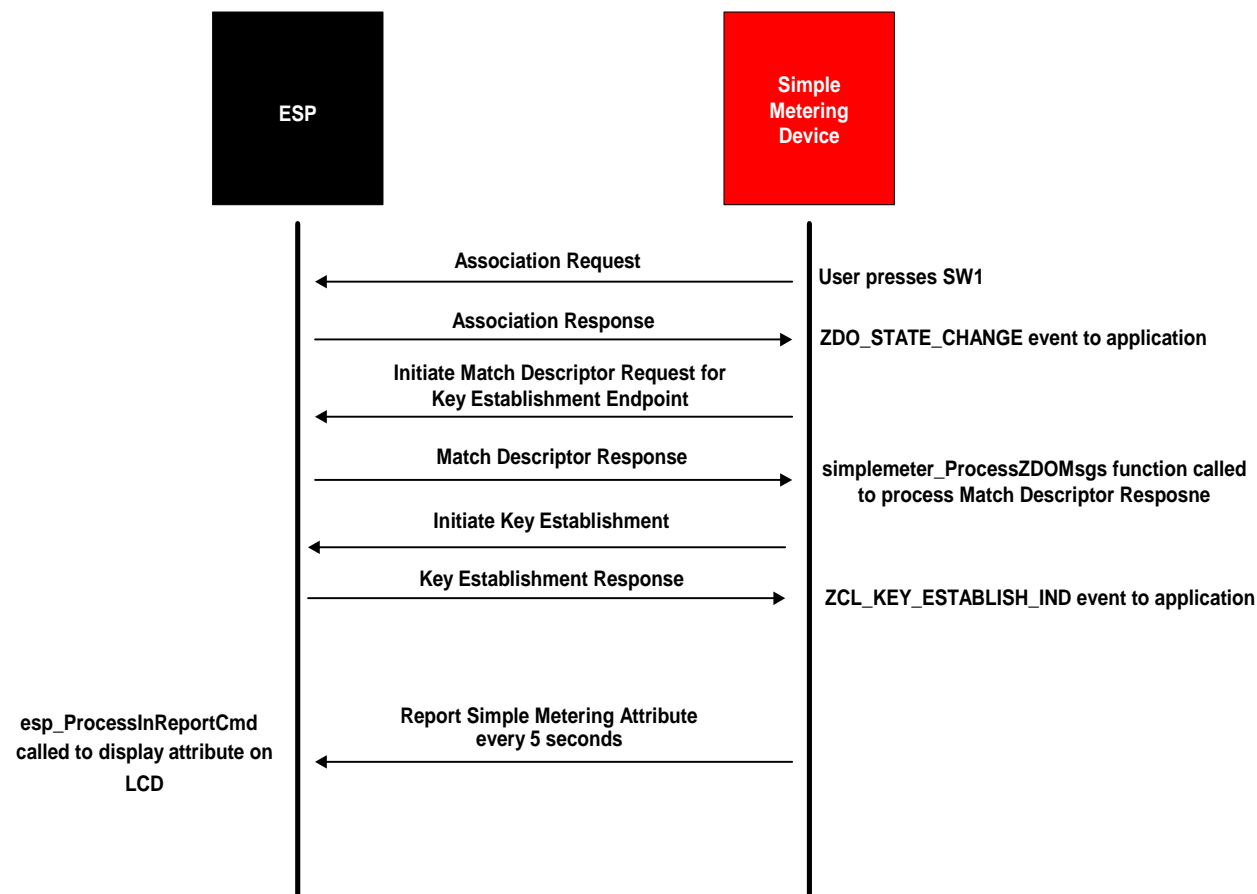 ESP
Simple
Metering
Device
Association Request
User presses SW1
Association Response
ZDO_STATE_CHANGE event to application
Initiate Match Descriptor Request for
Key Establishment Endpoint
Match Descriptor Response
simplemeter_ProcessZDOMsgs function called
to process Match Descriptor Resposne
Initiate Key Establishment
Key Establishment Response
ZCL_KEY_ESTABLISH_IND event to application
esp_ProcessInReportCmd
called to display attribute on
LCD
Report Simple Metering Attribute
every 5 seconds